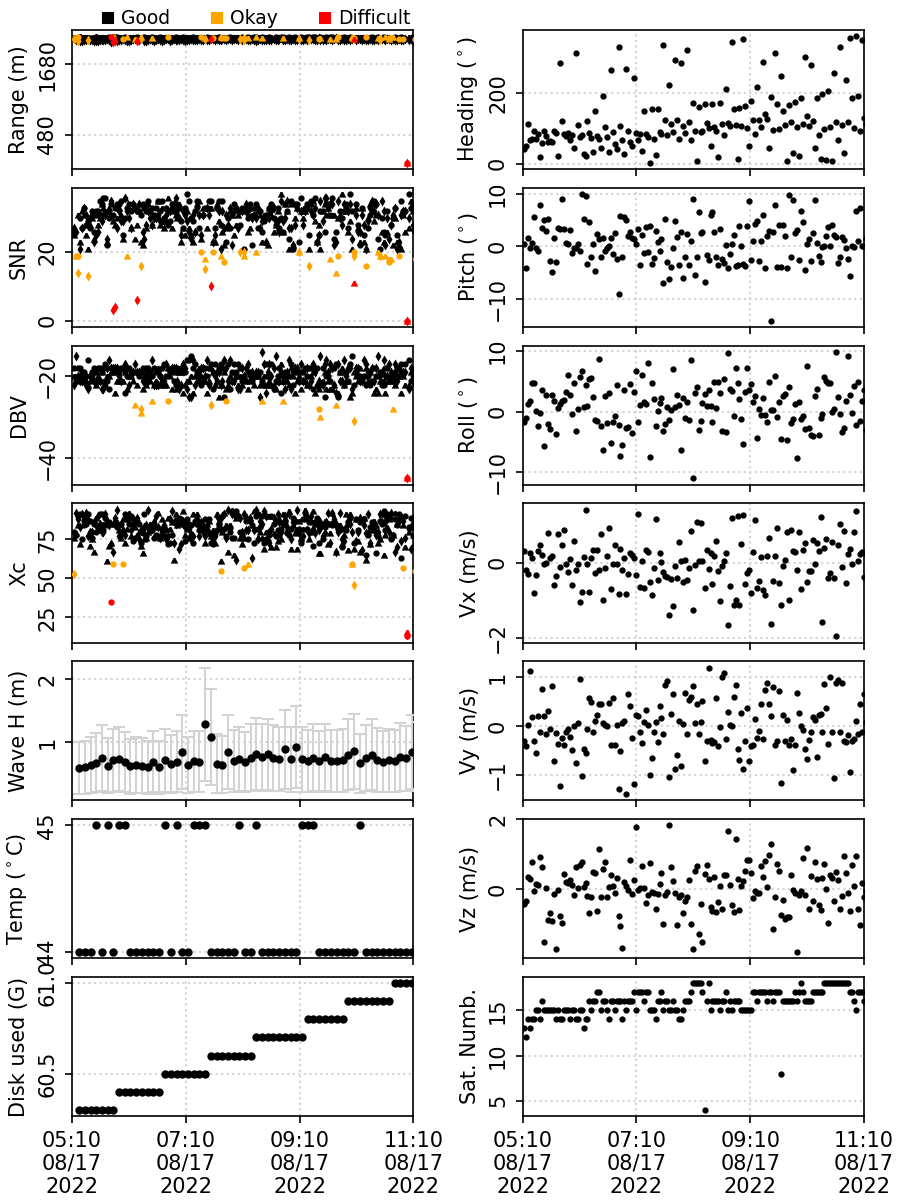 Good Okay Difficult
Range (m)
1680
480
Heading (°)
200
0
SNR
20
0
Pitch (°)
10
0
−10
DBV
−20
−40
Roll (°)
10
0
−10
Xc
75
50
25
Vx (m/s)
0
−2
Wave H (m)
2
1
Vy (m/s)
1
0
−1
Temp (°C)
45
44
Vz (m/s)
2
0
Disk used (G)
61.0
60.5
Sat. Numb.
15
10
5
05:10 07:10 09:10 11:10
08/17 08/17 08/17 08/17
2022 2022 2022 2022
05:10 07:10 09:10 11:10
08/17 08/17 08/17 08/17
2022 2022 2022 2022